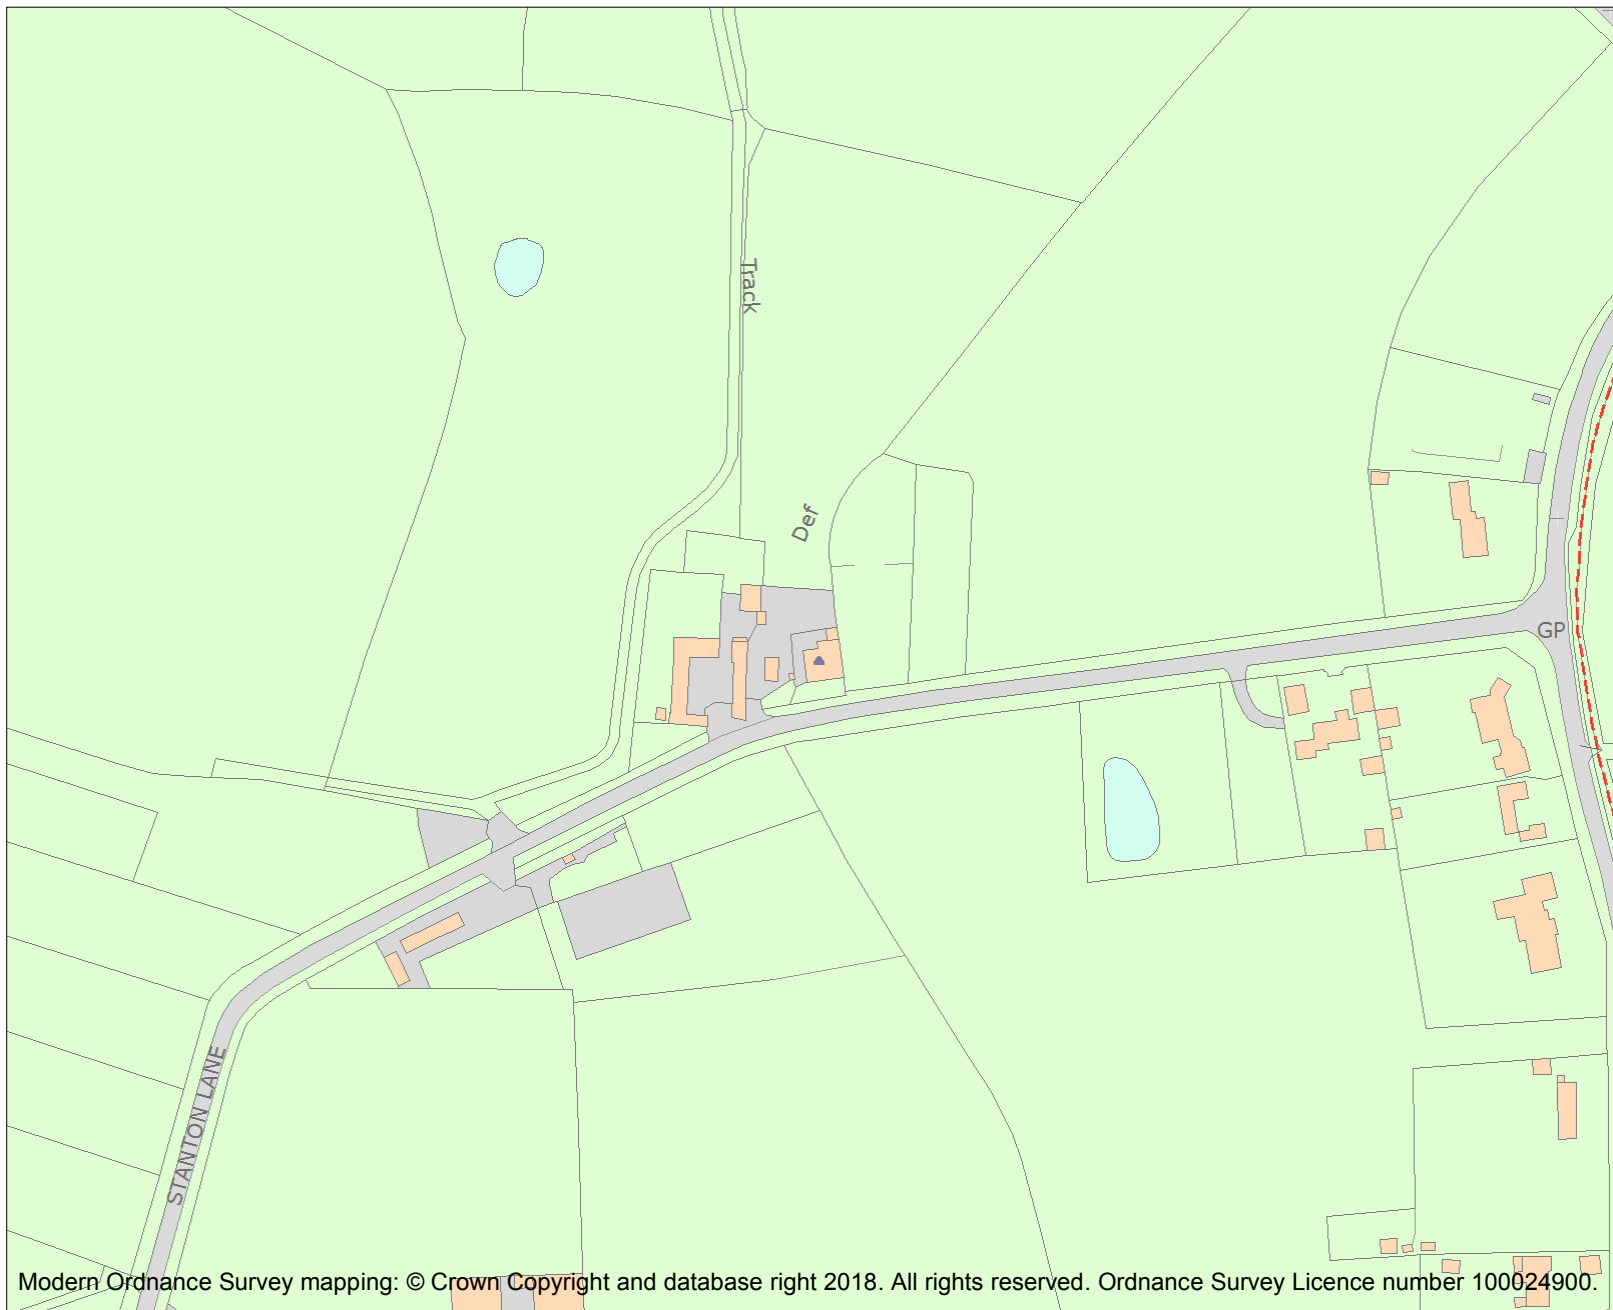 Track
Def
GP
STANTON LANE
Modern Ordnance Survey mapping: © Crown Copyright and database right 2018. All rights reserved. Ordnance Survey Licence number 100024900.